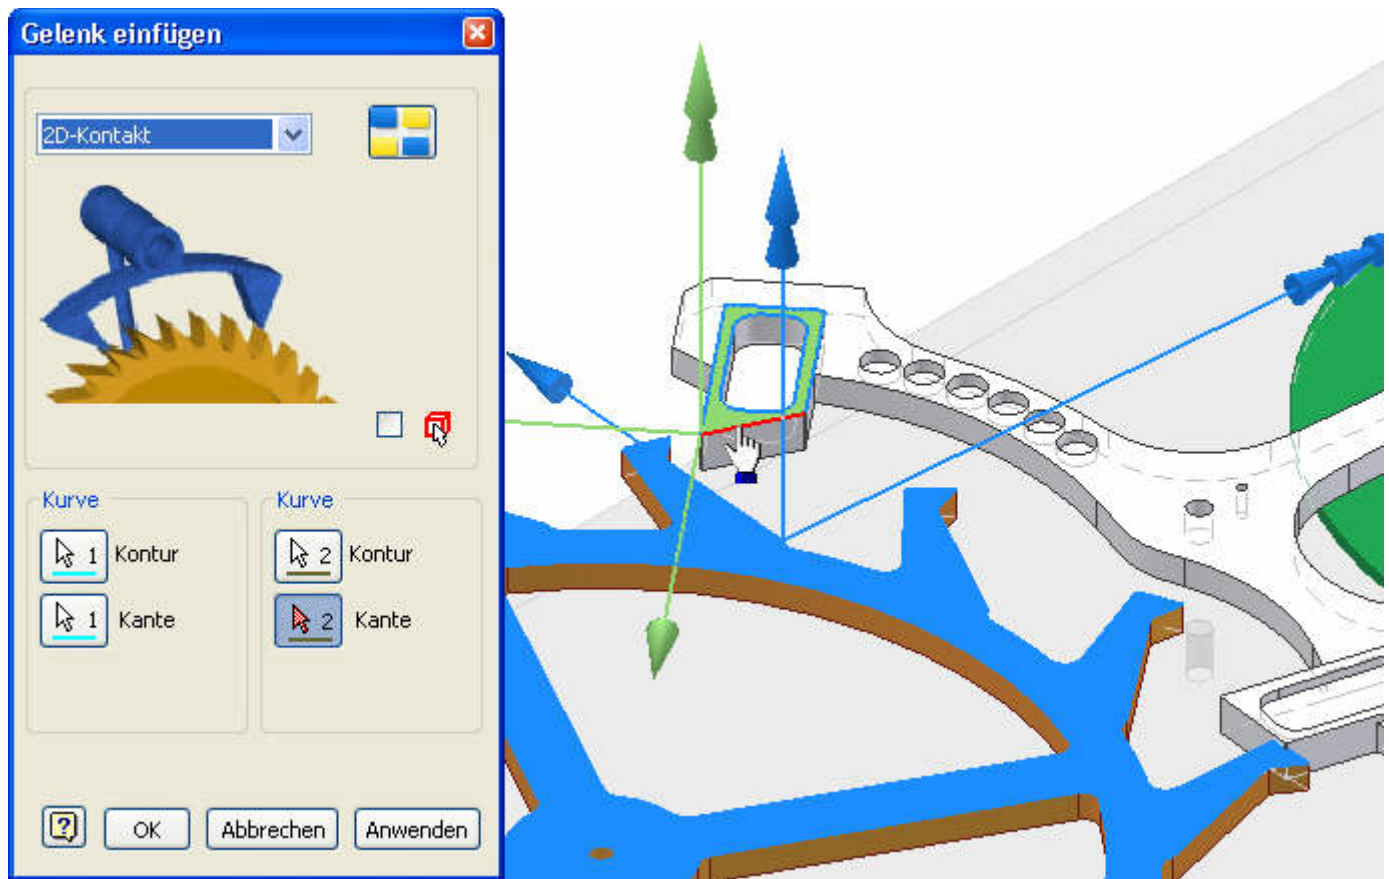 Gelenk einfügen
2D-Kontakt
Kurve
1 Kontur
1 Kante
Kurve
2 Kontur
2 Kante
? OK Abbrechen Anwenden